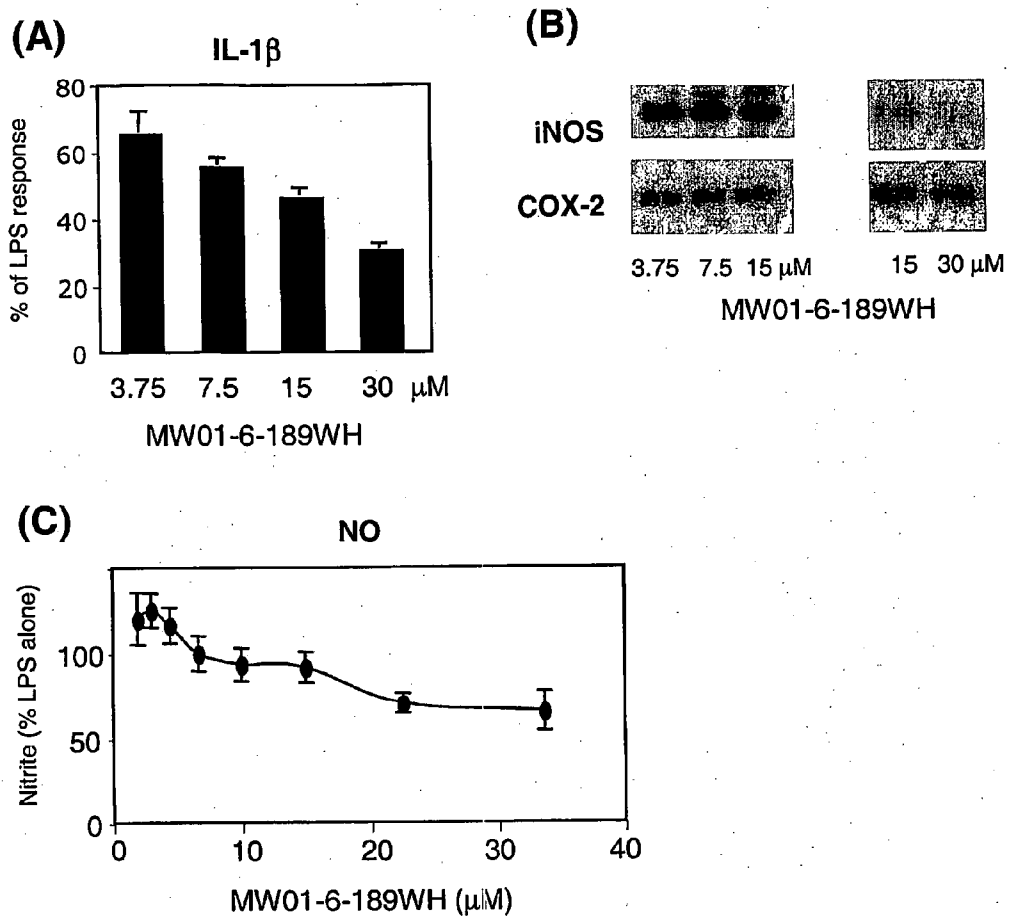 (A)
IL-1β
80
60
40
20
0
% of LPS response
3.75 7.5 15 30 µM
MW01-6-189WH
(B)
iNOS
COX-2
3.75 7.5 15 µM 15 30 µM
MW01-6-189WH
(C)
NO
100
50
0
Nitrite (% LPS alone)
0 10 20 30 40
MW01-6-189WH (µM)